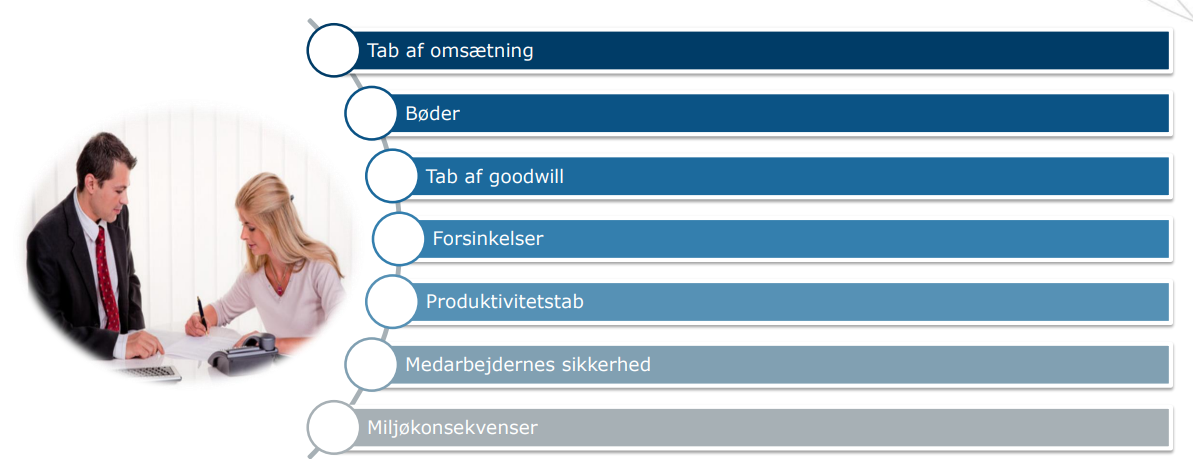 Tab af omsætning
Bøder
Tab af goodwill
Forsinkelser
Produktivitetstab
Medarbejdernes sikkerhed
Miljøkonsekvenser